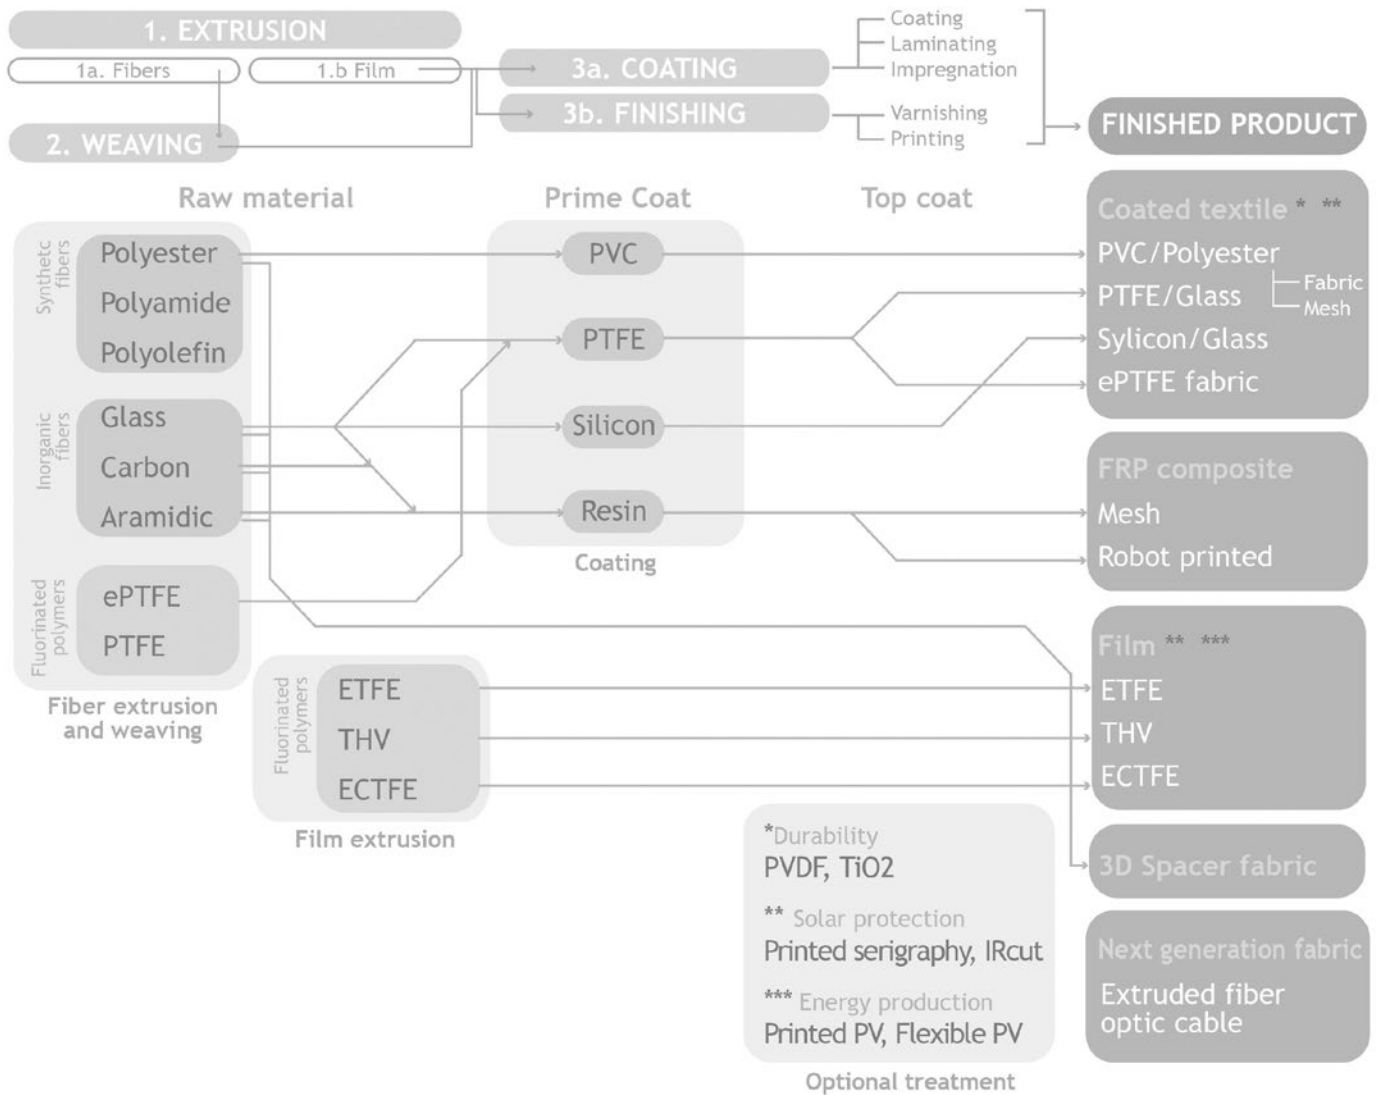 1. EXTRUSION
1a. Fibers
1.b Film
2. WEAVING
3a. COATING
3b. FINISHING
Coating
Laminating
Impregnation
Varnishing
Printing
FINISHED PRODUCT
Raw material
Prime Coat
Top coat
Synthetc
fibers
Polyester
Polyamide
Polyolefin
Inorganic
fibers
Glass
Carbon
Aramidic
Fluorinated
polymers
ePTFE
PTFE
Fiber extrusion
and weaving
Fluorinated
polymers
ETFE
THV
ECTFE
Film extrusion
PVC
PTFE
Silicon
Resin
Coating
Coated textile * **
PVC/Polyester
PTFE/Glass
Fabric
Mesh
Sylicon/Glass
ePTFE fabric
FRP composite
Mesh
Robot printed
Film ** ***
ETFE
THV
ECTFE
3D Spacer fabric
Next generation fabric
Extruded fiber
optic cable
*Durability
PVDF, TiO2
** Solar protection
Printed serigraphy, IRcut
*** Energy production
Printed PV, Flexible PV
Optional treatment